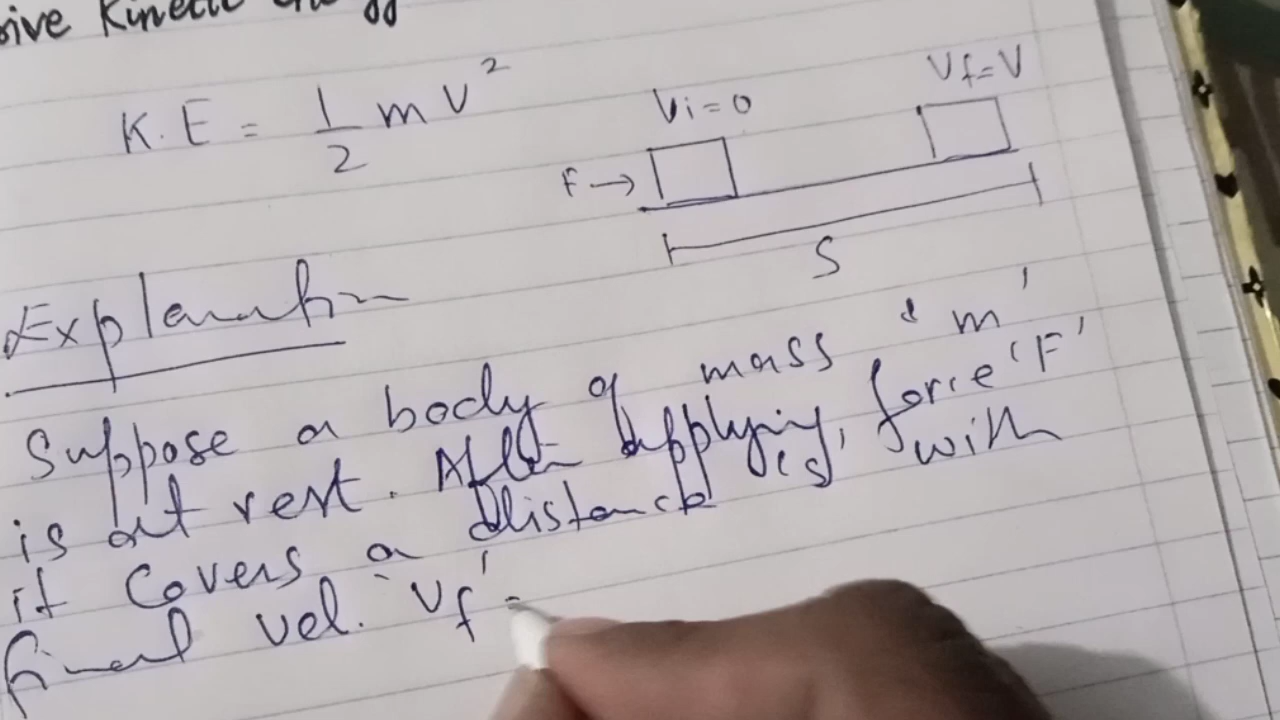 Kinetic
K.E = 1/2 mv²
Vi=0
Vf=V
F→
S
Explanation
Suppose a body of mass 'm'
is at rest. After applying force 'F'
it covers a distance 'S' with
final vel. 'Vf' =